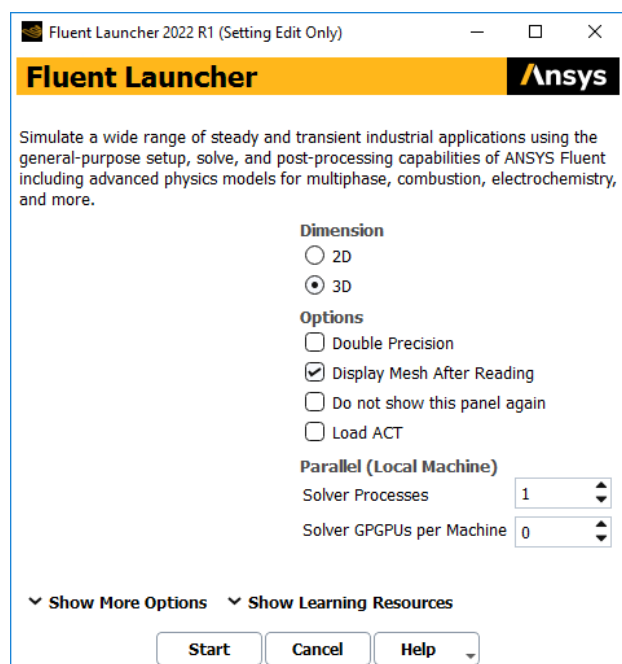 Fluent Launcher 2022 R1 (Setting Edit Only)
Fluent Launcher
Ansys
Simulate a wide range of steady and transient industrial applications using the
general-purpose setup, solve, and post-processing capabilities of ANSYS Fluent
including advanced physics models for multiphase, combustion, electrochemistry,
and more.
Dimension
2D
3D
Options
Double Precision
Display Mesh After Reading
Do not show this panel again
Load ACT
Parallel (Local Machine)
Solver Processes 1
Solver GPGPUs per Machine 0
Show More Options Show Learning Resources
Start Cancel Help